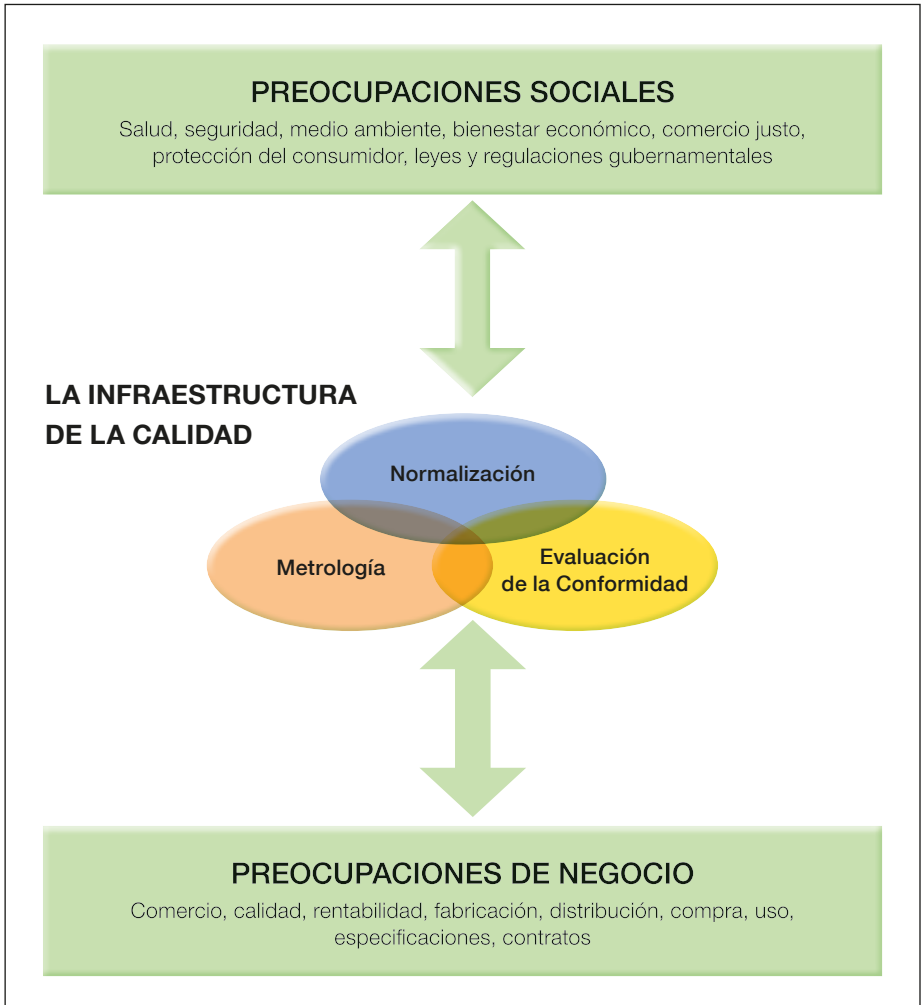 PREOCUPACIONES SOCIALES
Salud, seguridad, medio ambiente, bienestar económico, comercio justo,
protección del consumidor, leyes y regulaciones gubernamentales
LA INFRAESTRUCTURA
DE LA CALIDAD
Normalización
Metrología
Evaluación
de la Conformidad
PREOCUPACIONES DE NEGOCIO
Comercio, calidad, rentabilidad, fabricación, distribución, compra, uso,
especificaciones, contratos